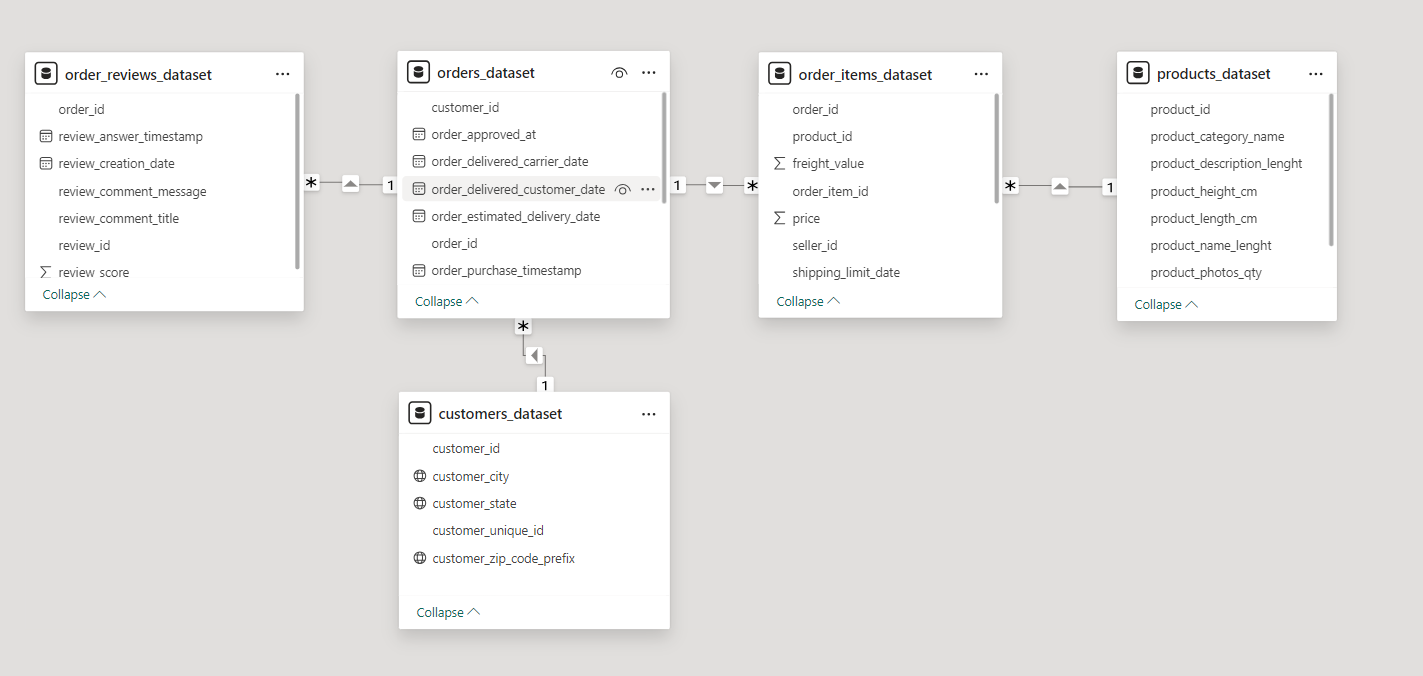 order_reviews_dataset
order_id
review_answer_timestamp
review_creation_date
review_comment_message
review_comment_title
review_id
review_score
Collapse
* 1
orders_dataset
customer_id
order_approved_at
order_delivered_carrier_date
order_delivered_customer_date
order_estimated_delivery_date
order_id
order_purchase_timestamp
Collapse
1 *
order_items_dataset
order_id
product_id
freight_value
order_item_id
price
seller_id
shipping_limit_date
Collapse
* 1
products_dataset
product_id
product_category_name
product_description_lenght
product_height_cm
product_length_cm
product_name_lenght
product_photos_qty
Collapse
*
1
customers_dataset
customer_id
customer_city
customer_state
customer_unique_id
customer_zip_code_prefix
Collapse